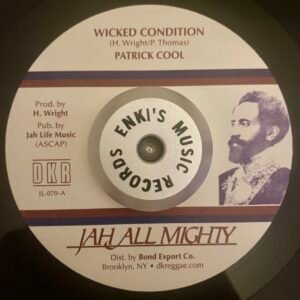 WICKED CONDITION
(H. Wright/P. Thomas)
PATRICK COOL
Prod. by
H. Wright
Pub. by
Jah Life Music
(ASCAP)
ENKI'S MUSIC RECORDS
DKR
JL-070-A
JAH ALL MIGHTY
Dist. by Bond Export Co.
Brooklyn, NY • dkreggae.com